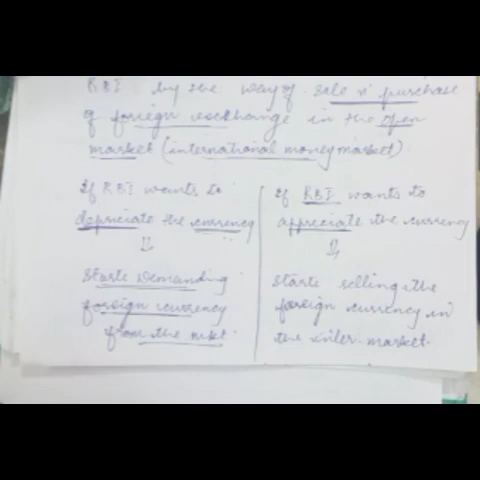 RBI by the way of sale & purchase
of foreign exchange in the open
market (international money market)
If RBI wants to
depreciate the currency
⇓
starts demanding
foreign currency
from the mkt
If RBI wants to
appreciate the currency
⇓
starts selling the
foreign currency in
the inter. market.